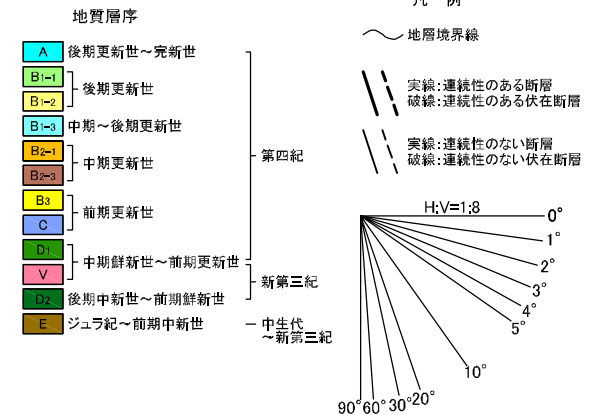 地質層序
A 後期更新世～完新世
B1-1
B1-2
後期更新世
B1-3 中期～後期更新世
B2-1
B2-3
中期更新世
B3
C
前期更新世
D1
V
中期鮮新世～前期更新世
D2 後期中新世～前期鮮新世
E ジュラ紀～前期中新世
第四紀
新第三紀
中生代
～新第三紀
凡 例
地層境界線
実線：連続性のある断層
破線：連続性のある伏在断層
実線：連続性のない断層
破線：連続性のない伏在断層
H;V=1;8
0°
1°
2°
3°
4°
5°
10°
20°
30°
60°
90°